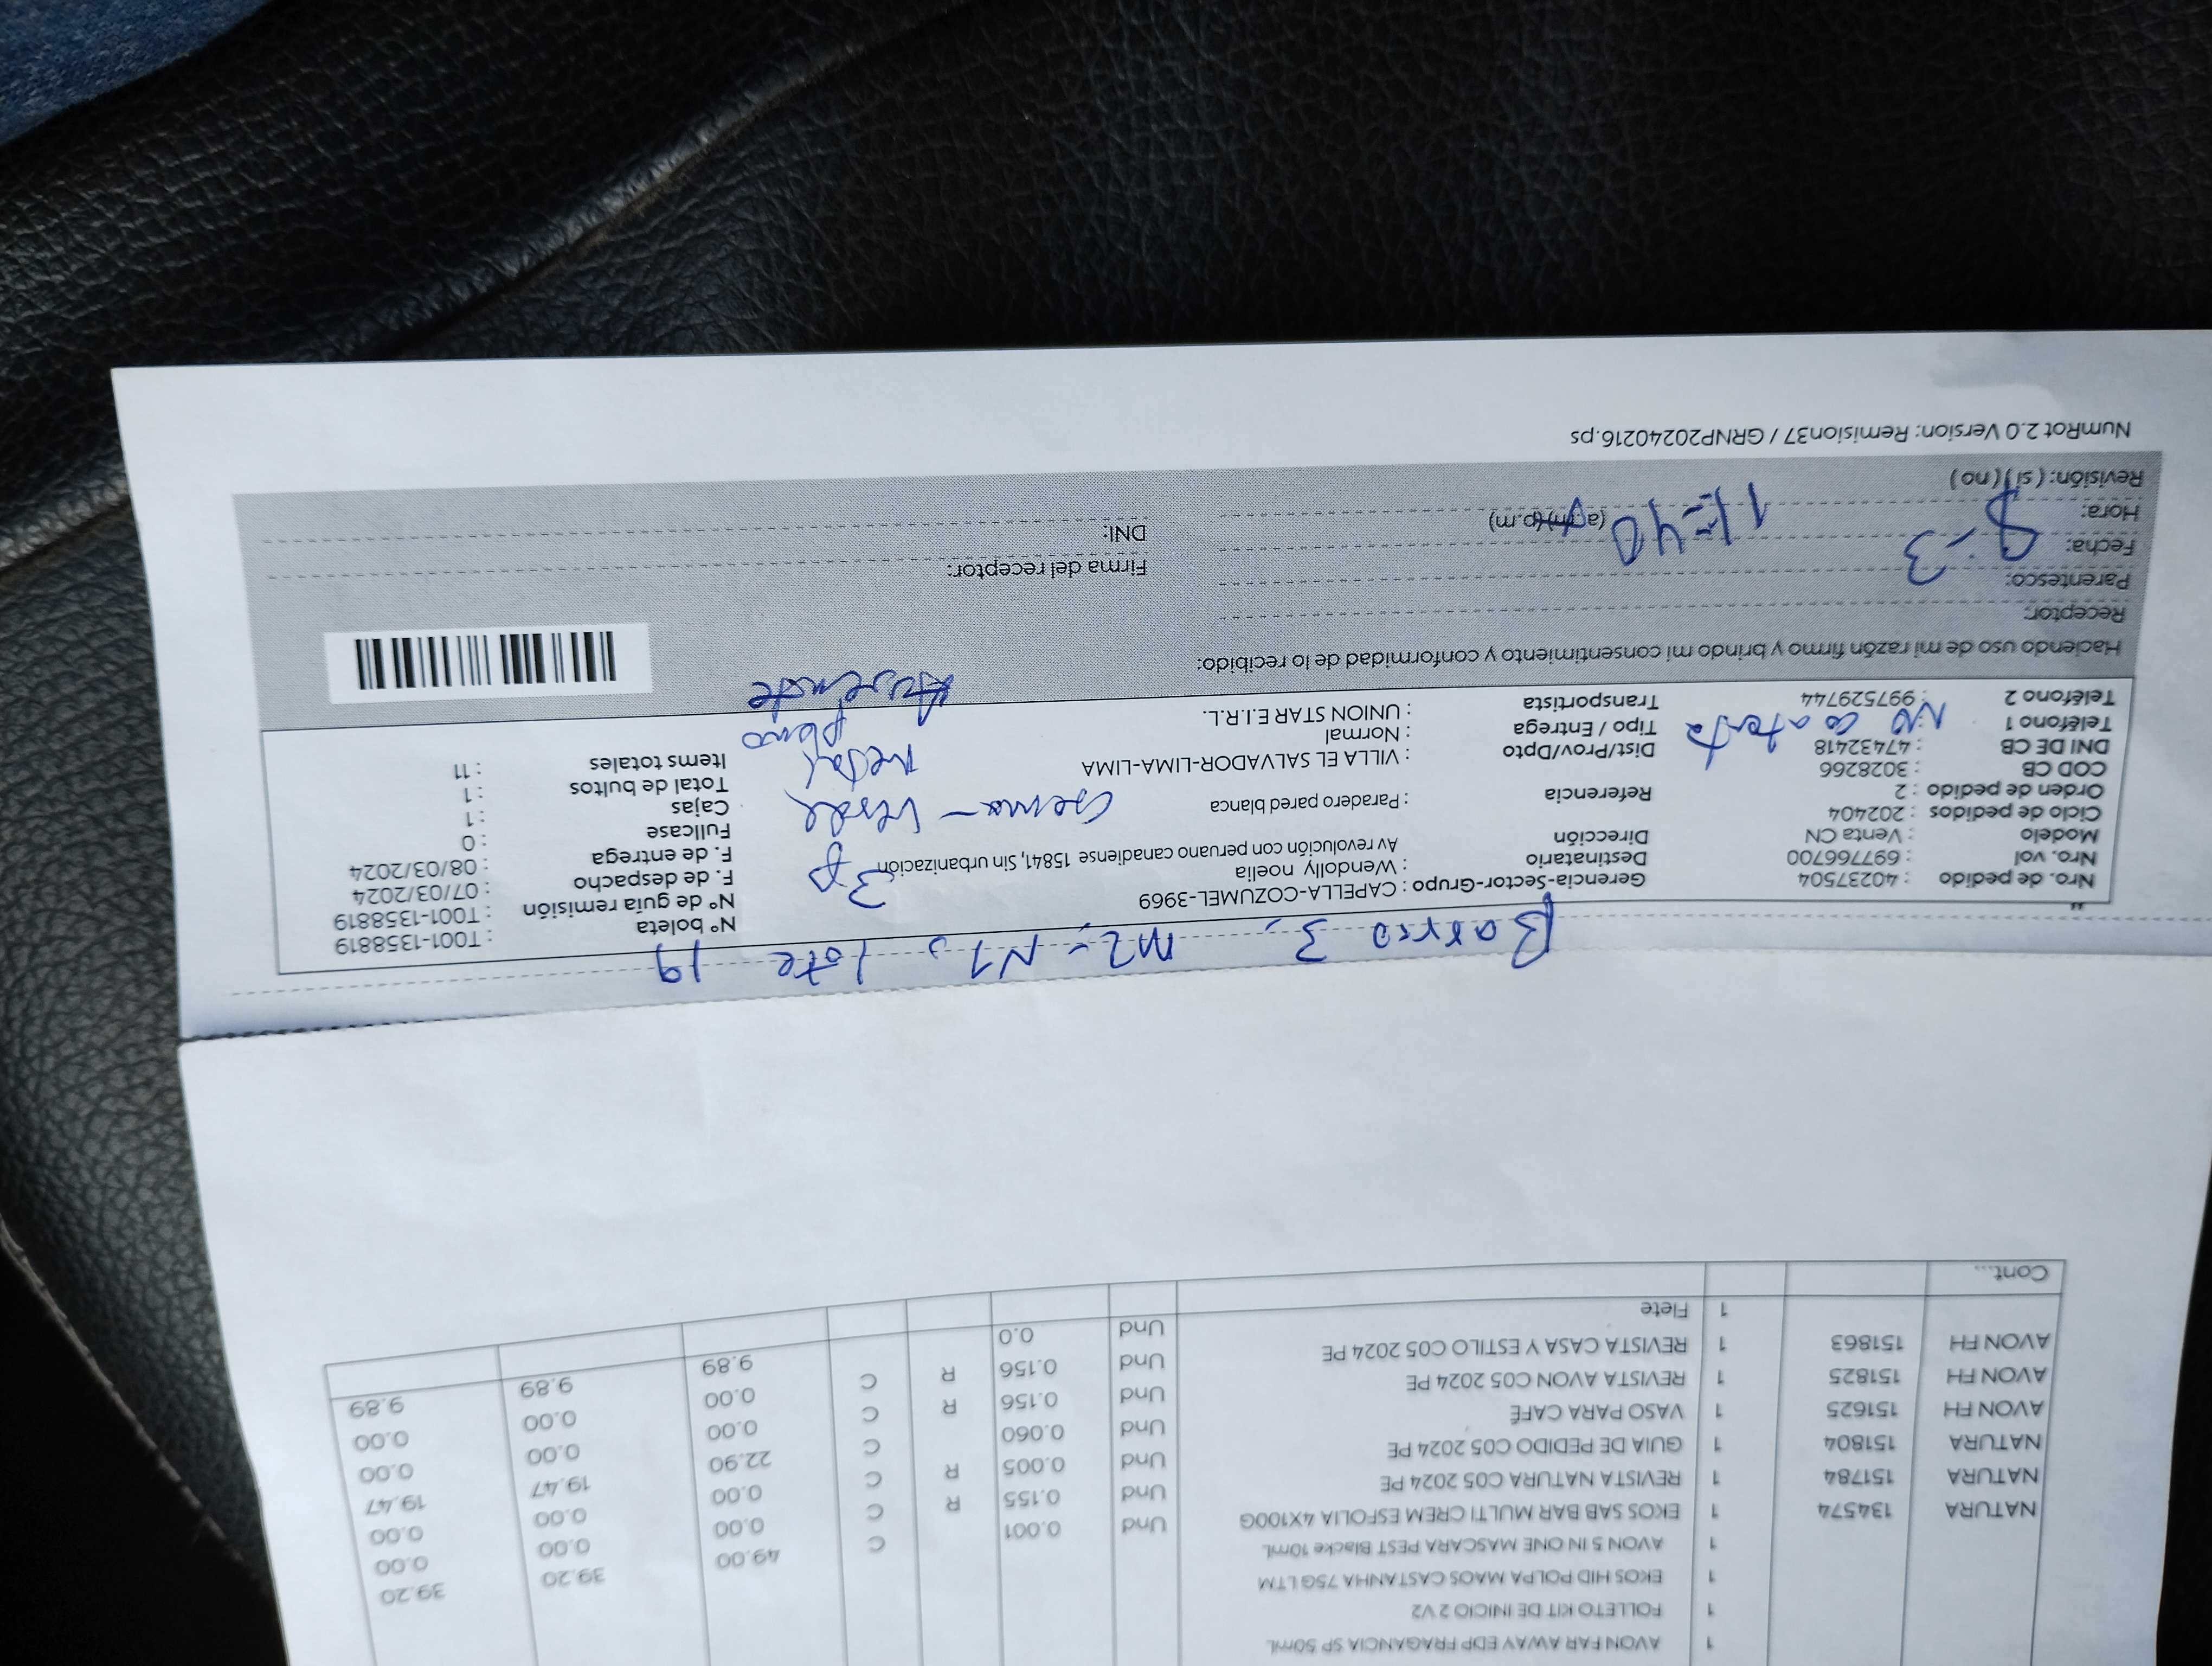 1 AVON FAR AWAY EDP FRAGANCIA SP 50mL
1 FOLLETO KIT DE INICIO 2 V2
1 EKOS HID POLPA MAOS CASTANHA 75G LTM
1 AVON 5 IN ONE MASCARA PEST Blacke 10mL
NATURA 134574 1 EKOS SAB BAR MULTI CREM ESFOLIA 4X100G Und 0.001 C 49.00 39.20 39.20
NATURA 151784 1 REVISTA NATURA C05 2024 PE Und 0.155 R C 0.00 0.00 0.00
NATURA 151804 1 GUIA DE PEDIDO C05 2024 PE Und 0.005 R C 0.00 0.00 0.00
AVON FH 151625 1 VASO PARA CAFÉ Und 0.060 C 22.90 19.47 19.47
AVON FH 151825 1 REVISTA AVON C05 2024 PE Und 0.156 R C 0.00 0.00 0.00
AVON FH 151863 1 REVISTA CASA Y ESTILO C05 2024 PE Und 0.156 R C 0.00 0.00 0.00
1 Flete Und 0.0 9.89 9.89 9.89
Cont...
Barrio 3, MZ-N1, lote 19
Nro. de pedido : 40237504
Nro. vol : 697766700
Modelo : Venta CN
Ciclo de pedidos : 202404
Orden de pedido : 2
COD CB : 3028266
DNI DE CB : 47432418
Teléfono 1
Teléfono 2 : 997529744
No contesta
Gerencia-Sector-Grupo : CAPELLA-COZUMEL-3969
Destinatario : Wendolly noelia
Dirección Av revolución con peruano canadiense 15841, Sin urbanización
Referencia : Paradero pared blanca
Dist/Prov/Dpto : VILLA EL SALVADOR-LIMA-LIMA
Tipo / Entrega : Normal
Transportista : UNION STAR E.I.R.L.
3p
Verde
plomo
Ausente
N° boleta : T001-1358819
N° de guía remisión : T001-1358819
F. de despacho : 07/03/2024
F. de entrega : 08/03/2024
Fullcase : 0
Cajas : 1
Total de bultos : 1
Items totales : 11
Haciendo uso de mi razón firmo y brindo mi consentimiento y conformidad de lo recibido:
Receptor:
Parentesco:
Fecha: 8-3
Hora: 11:40 (a.m)(p.m)
Revisión: ( si ) ( no )
Firma del receptor:
DNI:
NumRot 2.0 Version: Remision37 / GRNP20240216.ps